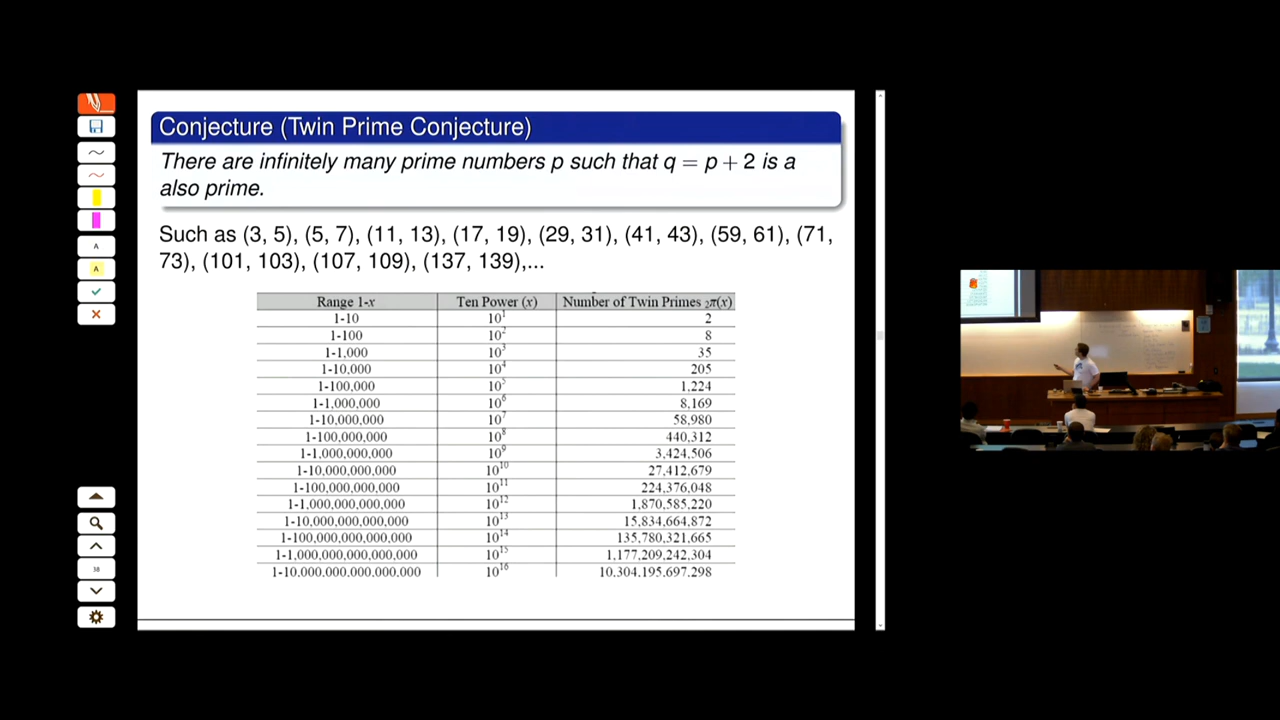 Conjecture (Twin Prime Conjecture)
There are infinitely many prime numbers p such that q = p + 2 is a
also prime.
Such as (3, 5), (5, 7), (11, 13), (17, 19), (29, 31), (41, 43), (59, 61), (71,
73), (101, 103), (107, 109), (137, 139),...
Range 1-x Ten Power (x) Number of Twin Primes ₂π(x)
1-10 10¹ 2
1-100 10² 8
1-1,000 10³ 35
1-10,000 10⁴ 205
1-100,000 10⁵ 1,224
1-1,000,000 10⁶ 8,169
1-10,000,000 10⁷ 58,980
1-100,000,000 10⁸ 440,312
1-1,000,000,000 10⁹ 3,424,506
1-10,000,000,000 10¹⁰ 27,412,679
1-100,000,000,000 10¹¹ 224,376,048
1-1,000,000,000,000 10¹² 1,870,585,220
1-10,000,000,000,000 10¹³ 15,834,664,872
1-100,000,000,000,000 10¹⁴ 135,780,321,665
1-1,000,000,000,000,000 10¹⁵ 1,177,209,242,304
1-10,000,000,000,000,000 10¹⁶ 10,304,195,697,298
A
A
38